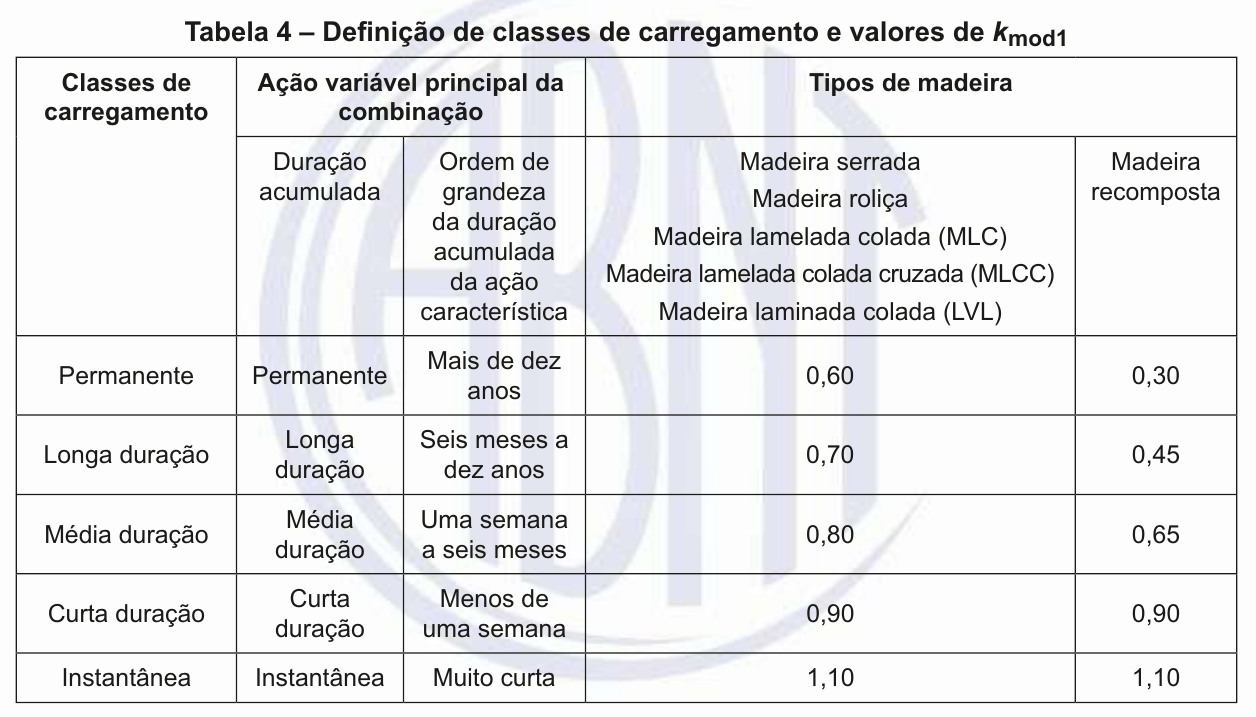 Tabela 4 – Definição de classes de carregamento e valores de kmod1
Classes de
carregamento
Ação variável principal da
combinação
Tipos de madeira
Duração
acumulada
Ordem de
grandeza
da duração
acumulada
da ação
característica
Madeira serrada
Madeira roliça
Madeira lamelada colada (MLC)
Madeira lamelada colada cruzada (MLCC)
Madeira laminada colada (LVL)
Madeira
recomposta
Permanente
Permanente
Mais de dez
anos
0,60
0,30
Longa duração
Longa
duração
Seis meses a
dez anos
0,70
0,45
Média duração
Média
duração
Uma semana
a seis meses
0,80
0,65
Curta duração
Curta
duração
Menos de
uma semana
0,90
0,90
Instantânea
Instantânea
Muito curta
1,10
1,10
ABNT